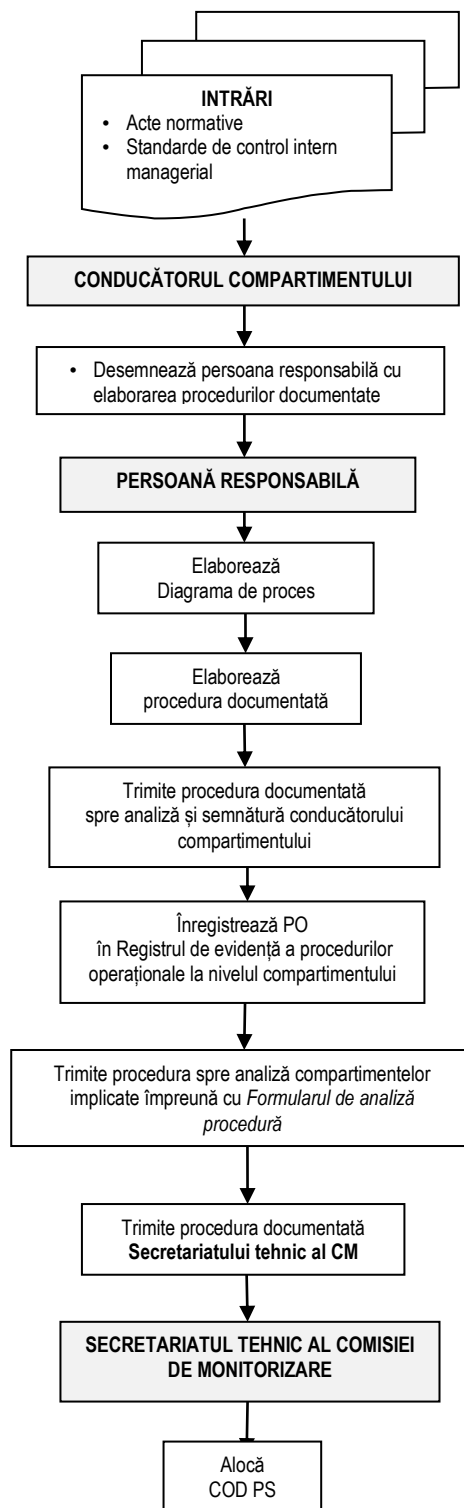 INTRĂRI
• Acte normative
• Standarde de control intern
managerial
CONDUCĂTORUL COMPARTIMENTULUI
• Desemnează persoana responsabilă cu
elaborarea procedurilor documentate
PERSOANĂ RESPONSABILĂ
Elaborează
Diagrama de proces
Elaborează
procedura documentată
Trimite procedura documentată
spre analiză și semnătură conducătorului
compartimentului
Înregistrează PO
în Registrul de evidență a procedurilor
operaționale la nivelul compartimentului
Trimite procedura spre analiză compartimentelor
implicate împreună cu Formularul de analiză
procedură
Trimite procedura documentată
Secretariatului tehnic al CM
SECRETARIATUL TEHNIC AL COMISIEI
DE MONITORIZARE
Alocă
COD PS